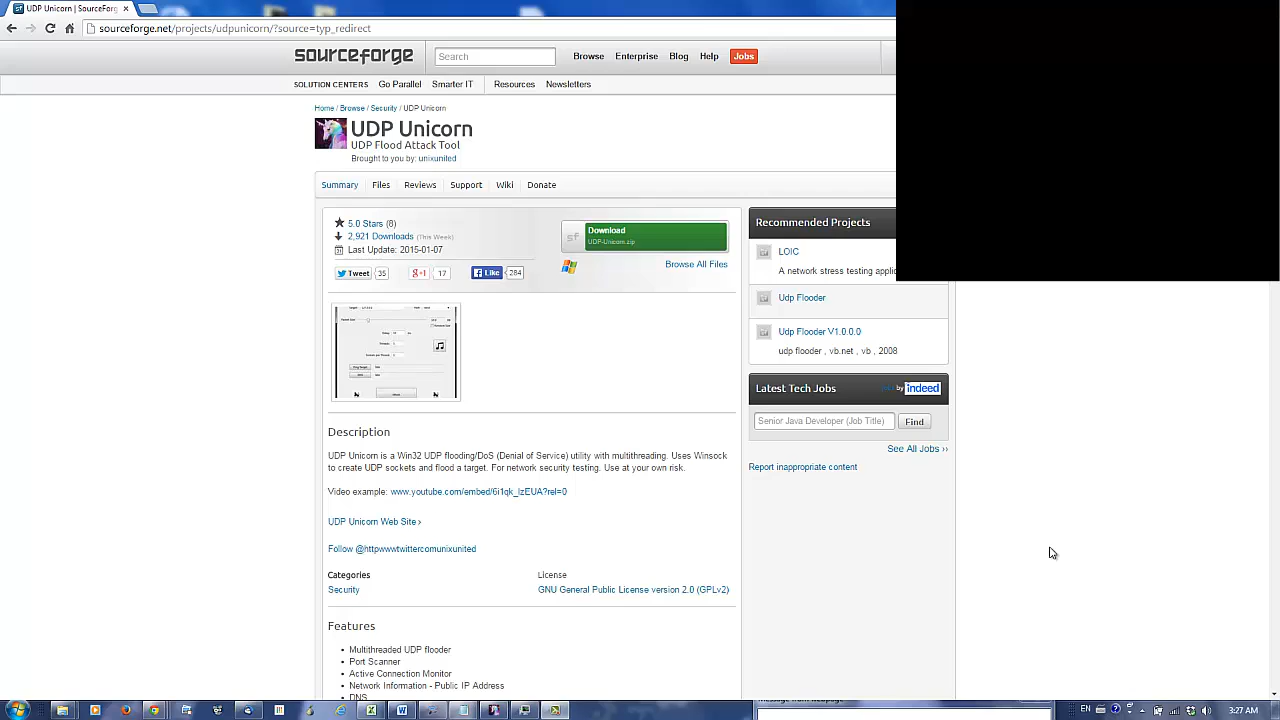 UDP Unicorn | SourceForg
sourceforge.net/projects/udpunicorn/?source=typ_redirect
sourceforge
Search
Browse
Enterprise
Blog
Help
Jobs
SOLUTION CENTERS
Go Parallel
Smarter IT
Resources
Newsletters
Home / Browse / Security / UDP Unicorn
UDP Unicorn
UDP Flood Attack Tool
Brought to you by: unixunited
Summary
Files
Reviews
Support
Wiki
Donate
5.0 Stars (8)
2,921 Downloads (This Week)
Last Update: 2015-01-07
Tweet 35
g+1 17
Like 284
sf
Download
UDP-Unicorn.zip
Browse All Files
Description
UDP Unicorn is a Win32 UDP flooding/DoS (Denial of Service) utility with multithreading. Uses Winsock
to create UDP sockets and flood a target. For network security testing. Use at your own risk.
Video example: www.youtube.com/embed/6i1qk_IzEUA?rel=0
UDP Unicorn Web Site ›
Follow @httpwwwtwittercomunixunited
Categories
Security
License
GNU General Public License version 2.0 (GPLv2)
Features
• Multithreaded UDP flooder
• Port Scanner
• Active Connection Monitor
• Network Information - Public IP Address
• DNS
Recommended Projects
LOIC
A network stress testing applic
Udp Flooder
Udp Flooder V1.0.0.0
udp flooder , vb.net , vb , 2008
Latest Tech Jobs
by indeed
Senior Java Developer (Job Title)
Find
See All Jobs ››
Report inappropriate content
EN
3:27 AM